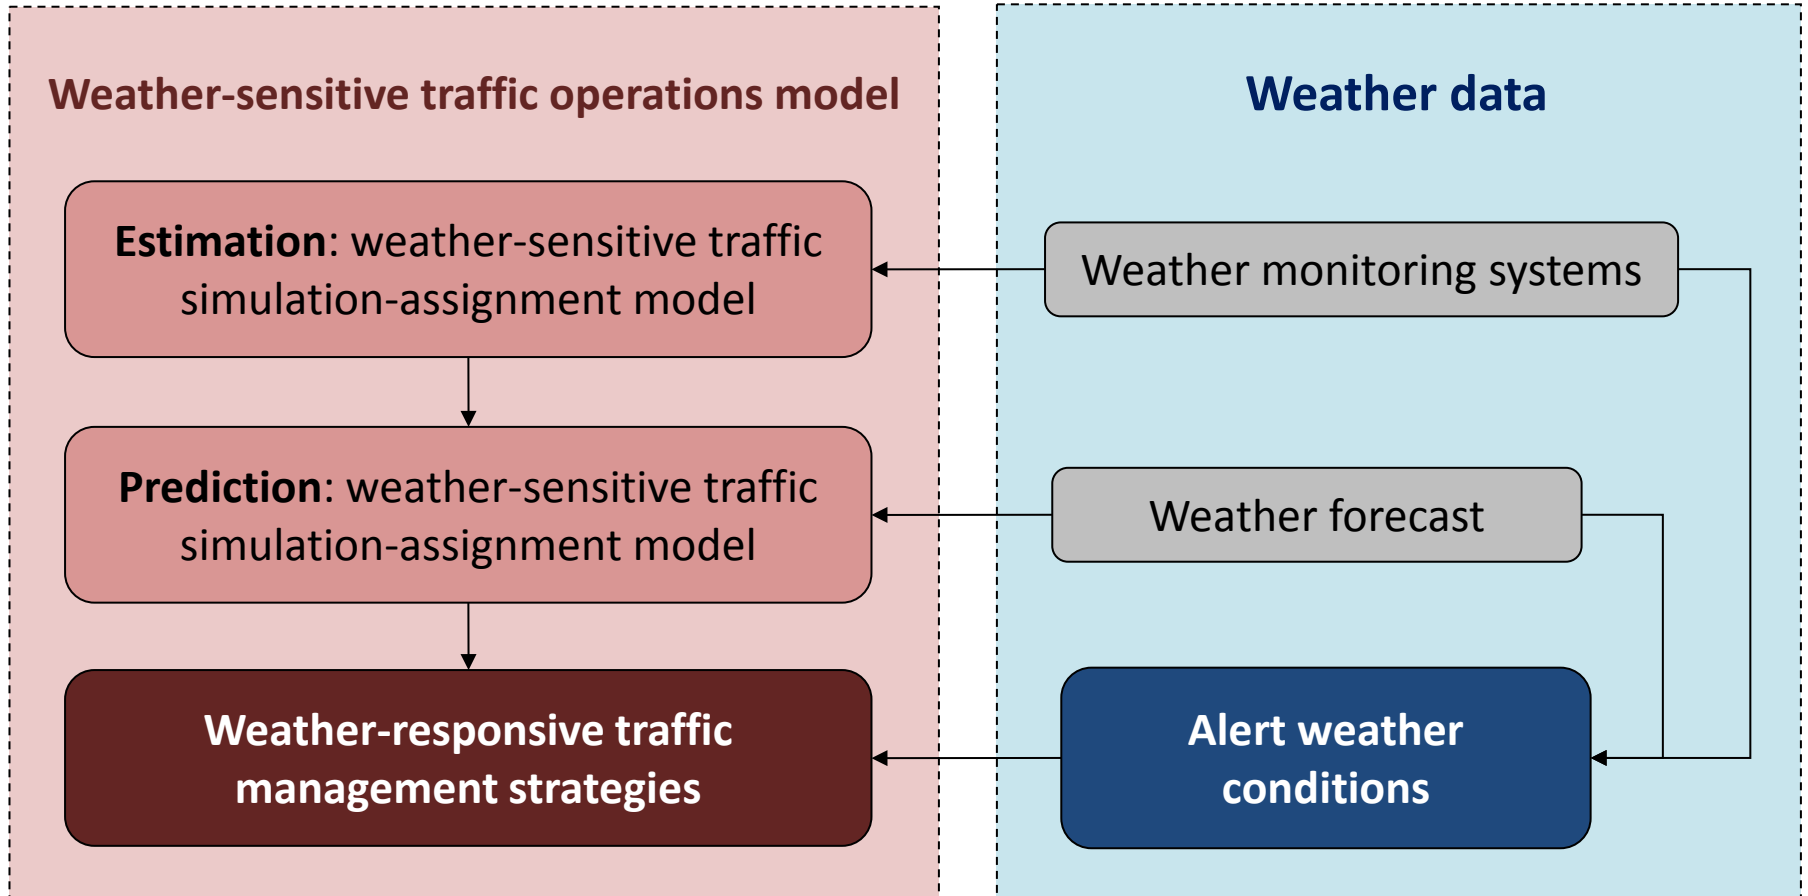 Weather-sensitive traffic operations model
Estimation: weather-sensitive traffic
simulation-assignment model
Prediction: weather-sensitive traffic
simulation-assignment model
Weather-responsive traffic
management strategies
Weather data
Weather monitoring systems
Weather forecast
Alert weather
conditions